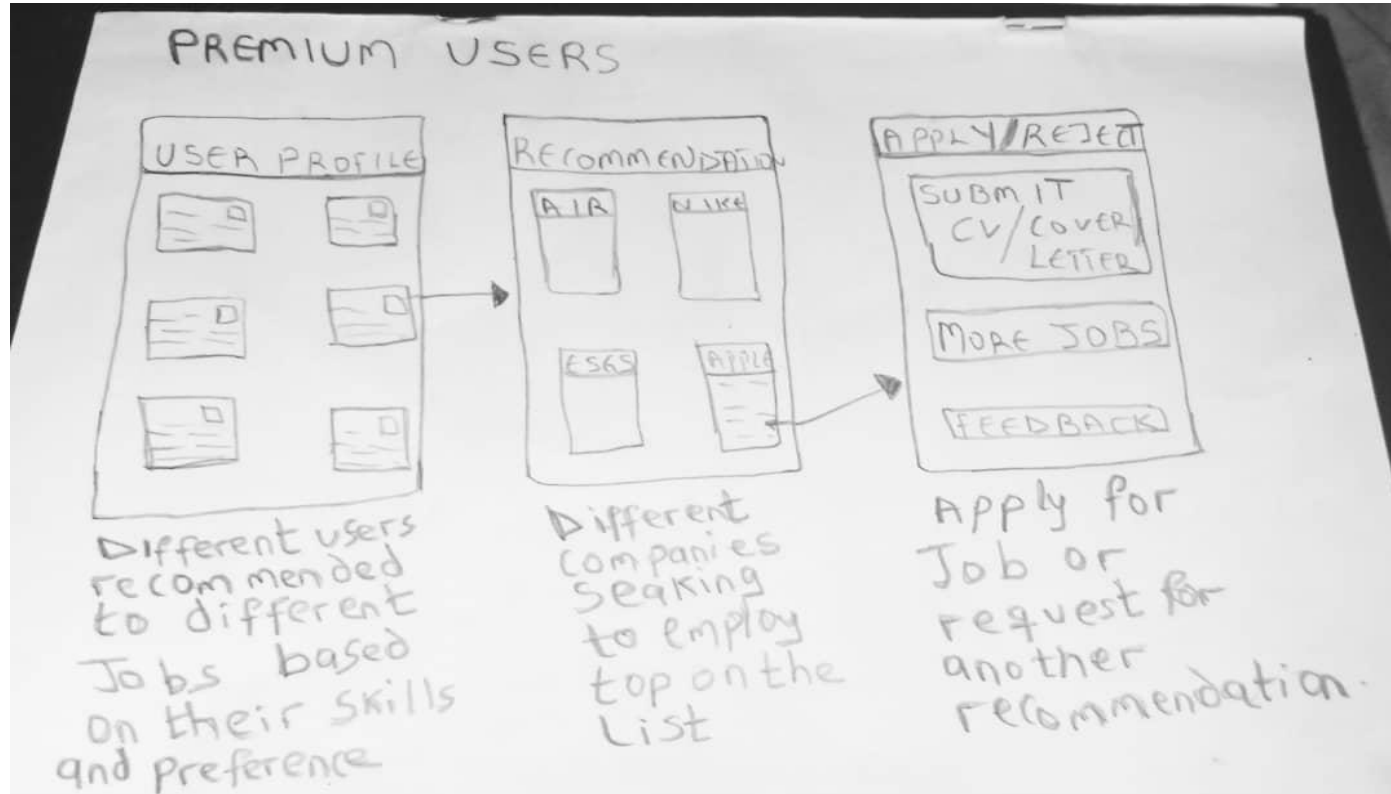 PREMIUM USERS
USER PROFILE
RECOMMENDATION
AIR
NIKE
ESGS
APPLE
APPLY/REJECT
SUBMIT
CV/COVER
LETTER
MORE JOBS
FEEDBACK
Different users
recommended
to different
Jobs based
on their skills
and preference
Different
companies
seaking
to employ
top on the
List
Apply for
Job or
request for
another
recommendation.